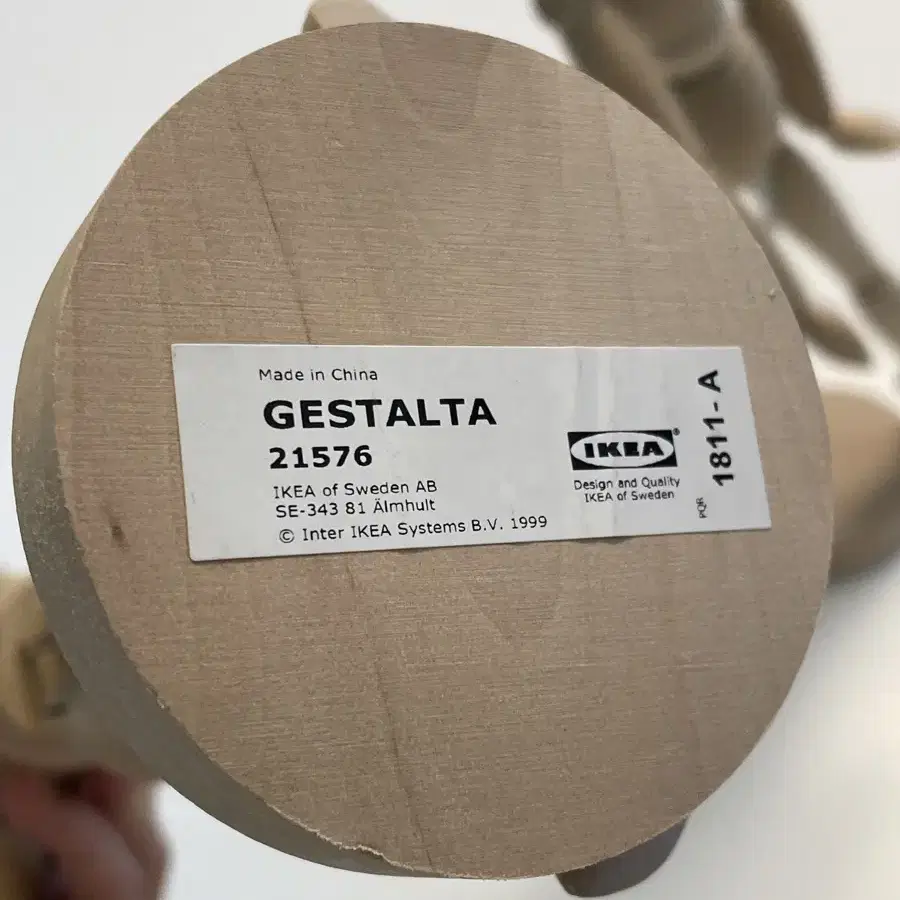 Made in China
GESTALTA
21576
IKEA of Sweden AB
SE-343 81 Älmhult
© Inter IKEA Systems B.V. 1999
IKEA®
Design and Quality
IKEA of Sweden
PQR
1811-A